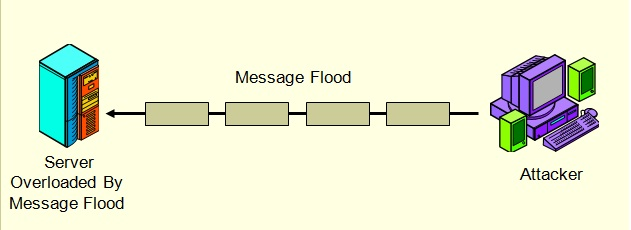 Message Flood
Server
Overloaded By
Message Flood
Attacker